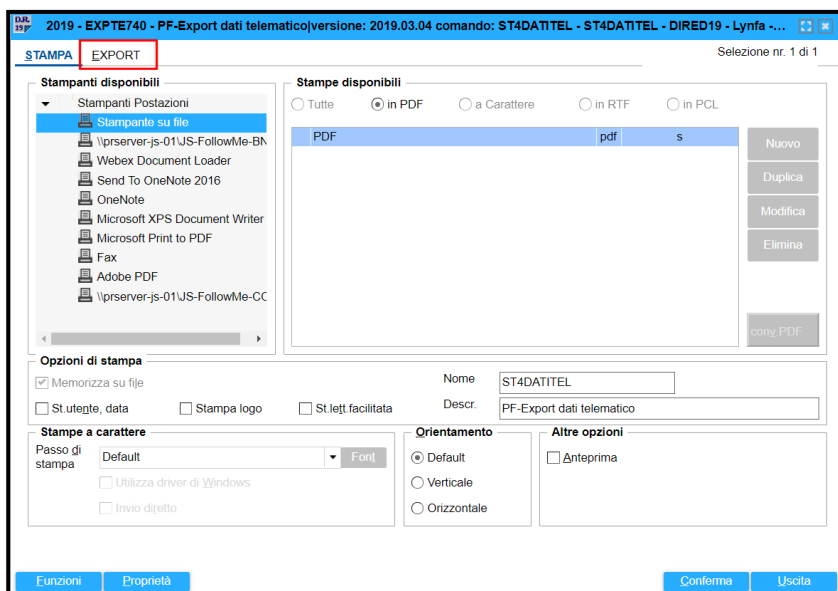 D.R.
19
2019 - EXPTE740 - PF-Export dati telematico|versione: 2019.03.04 comando: ST4DATITEL - ST4DATITEL - DIRED19 - Lynfa -...
STAMPA EXPORT Selezione nr. 1 di 1
Stampanti disponibili
Stampanti Postazioni
Stampante su file
\\prserver-js-01\JS-FollowMe-BN
Webex Document Loader
Send To OneNote 2016
OneNote
Microsoft XPS Document Writer
Microsoft Print to PDF
Fax
Adobe PDF
\\prserver-js-01\JS-FollowMe-CC
Stampe disponibili
Tutte in PDF a Carattere in RTF in PCL
PDF pdf s
Nuovo
Duplica
Modifica
Elimina
conv.PDF
Opzioni di stampa
Memorizza su file
St.utente, data Stampa logo St.lett.facilitata
Nome ST4DATITEL
Descr. PF-Export dati telematico
Stampe a carattere
Passo di stampa Default Font
Utilizza driver di Windows
Invio diretto
Orientamento
Default
Verticale
Orizzontale
Altre opzioni
Anteprima
Funzioni Proprietà Conferma Uscita